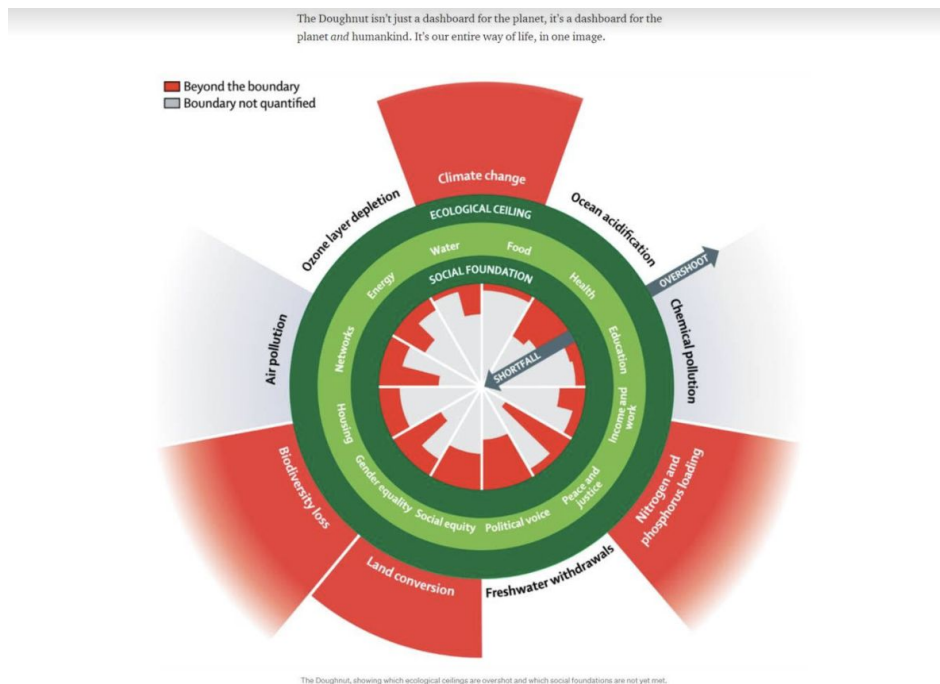 The Doughnut isn't just a dashboard for the planet, it's a dashboard for the
planet and humankind. It's our entire way of life, in one image.
Beyond the boundary
Boundary not quantified
Climate change
Ozone layer depletion
Ocean acidification
ECOLOGICAL CEILING
OVERSHOOT
Water
Food
Energy
SOCIAL FOUNDATION
Health
Air pollution
Networks
SHORTFALL
Education
Chemical pollution
Housing
Income and
work
Biodiversity loss
Gender equality
Social equity
Political voice
Peace and
justice
Nitrogen and
phosphorus loading
Land conversion
Freshwater withdrawals
The Doughnut, showing which ecological ceilings are overshot and which social foundations are not yet met.